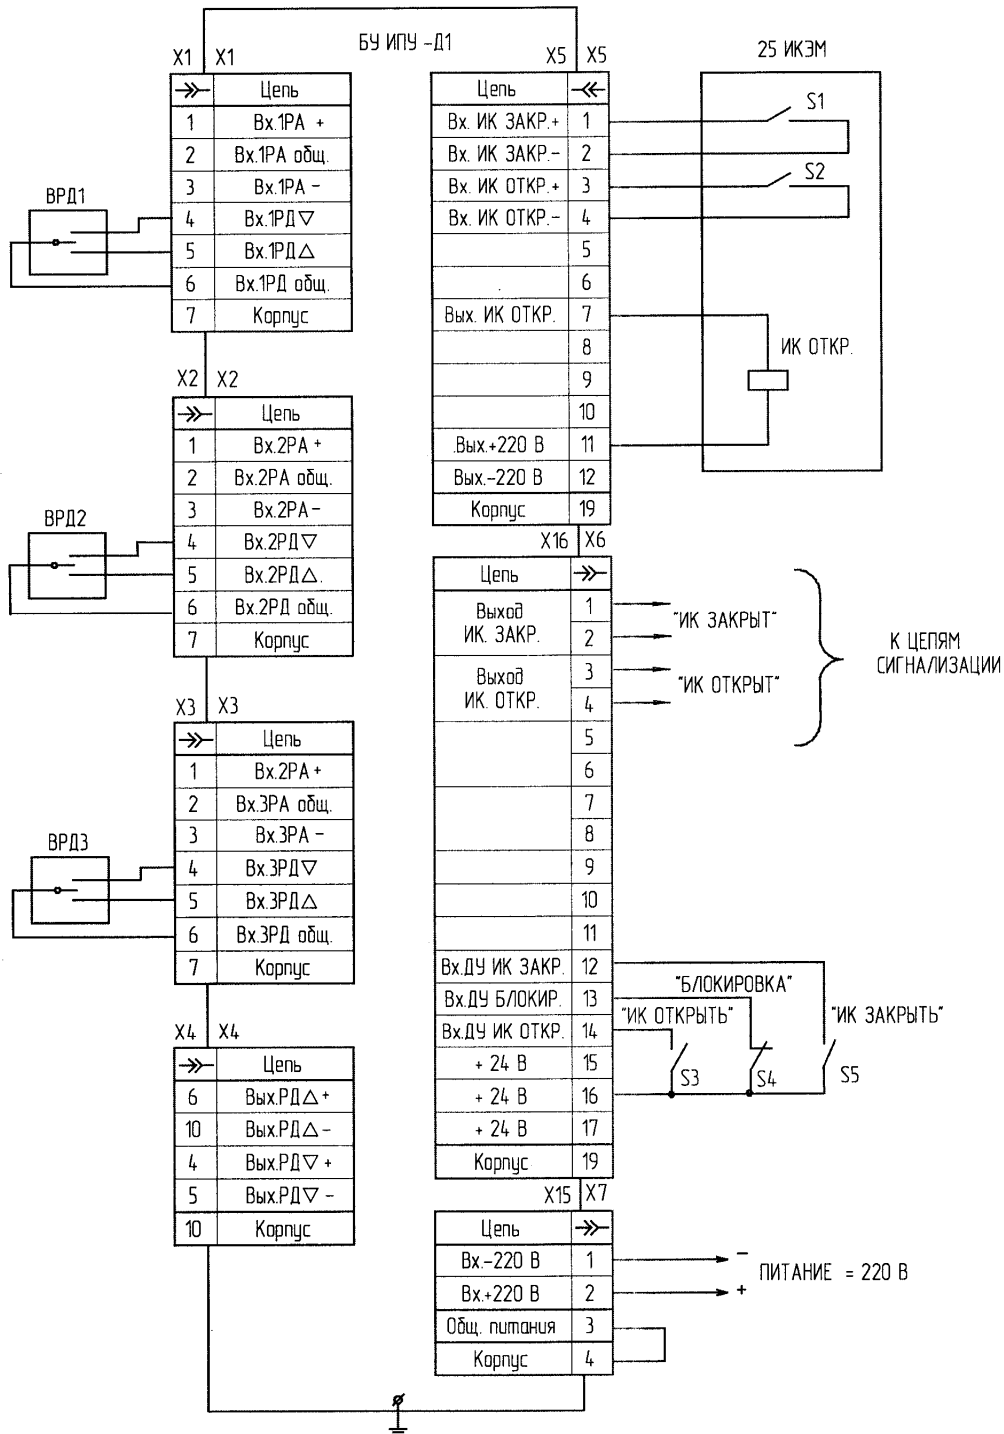 БУ ИПУ -Д1
X1 X1
Цепь
1 Вх.1РА +
2 Вх.1РА общ.
3 Вх.1РА -
4 Вх.1РД▽
5 Вх.1РД△
6 Вх.1РД общ.
7 Корпус
ВРД1
X2 X2
Цепь
1 Вх.2РА +
2 Вх.2РА общ.
3 Вх.2РА-
4 Вх.2РД▽
5 Вх.2РД△.
6 Вх.2РД общ.
7 Корпус
ВРД2
X3 X3
Цепь
1 Вх.2РА+
2 Вх.3РА общ.
3 Вх.3РА -
4 Вх.3РД▽
5 Вх.3РД△
6 Вх.3РД общ.
7 Корпус
ВРД3
X4 X4
Цепь
6 Вых.РД△+
10 Вых.РД△-
4 Вых.РД▽+
5 Вых.РД▽-
10 Корпус
X5 X5
Цепь
Вх. ИК ЗАКР.+ 1
Вх. ИК ЗАКР.- 2
Вх. ИК ОТКР.+ 3
Вх. ИК ОТКР.- 4
5
6
Вых. ИК ОТКР. 7
8
9
10
.Вых.+220 В 11
Вых.-220 В 12
Корпус 19
25 ИКЭМ
S1
S2
ИК ОТКР.
X16 X6
Цепь
Выход
ИК. ЗАКР.
1
2
Выход
ИК. ОТКР.
3
4
5
6
7
8
9
10
11
Вх.ДУ ИК ЗАКР. 12
Вх.ДУ БЛОКИР. 13
Вх.ДУ ИК ОТКР. 14
+ 24 В 15
+ 24 В 16
+ 24 В 17
Корпус 19
"ИК ЗАКРЫТ"
"ИК ОТКРЫТ"
К ЦЕПЯМ
СИГНАЛИЗАЦИИ
"БЛОКИРОВКА"
"ИК ОТКРЫТЬ"
"ИК ЗАКРЫТЬ"
S3
S4
S5
X15 X7
Цепь
Вх.-220 В 1
Вх.+220 В 2
Общ. питания 3
Корпус 4
-
+
ПИТАНИЕ = 220 В